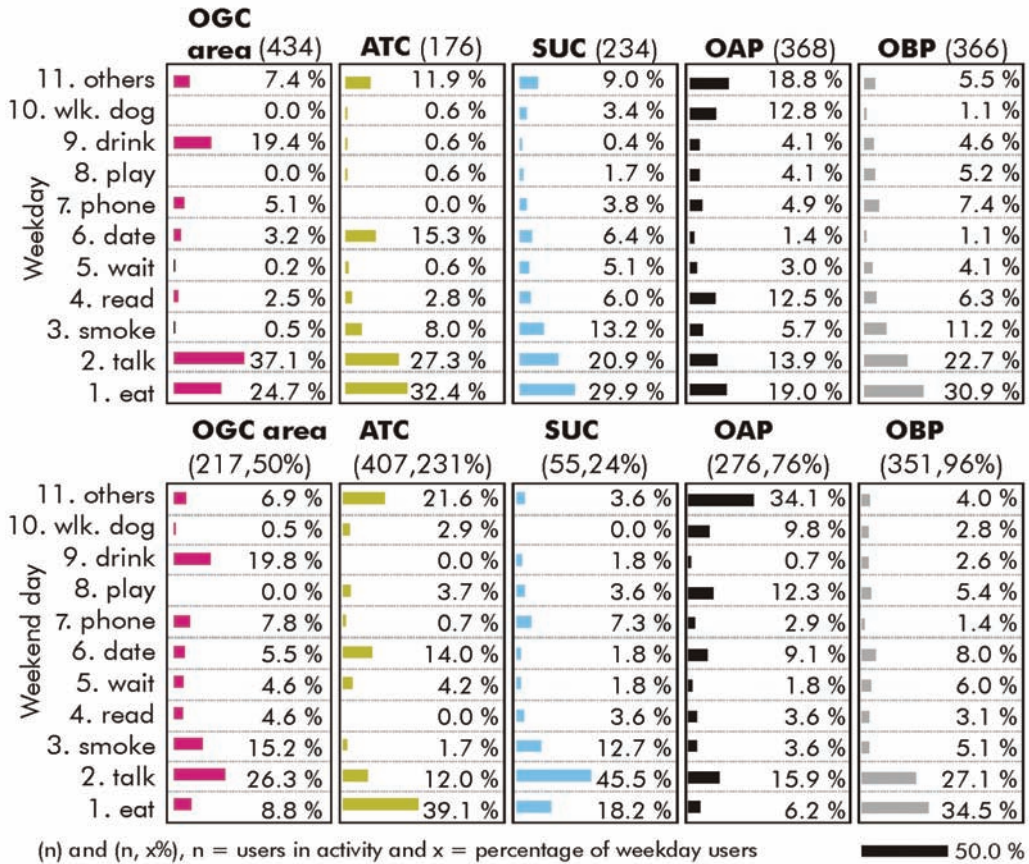 OGC area (434) ATC (176) SUC (234) OAP (368) OBP (366)
Weekday
11. others 7.4 % 11.9 % 9.0 % 18.8 % 5.5 %
10. wlk. dog 0.0 % 0.6 % 3.4 % 12.8 % 1.1 %
9. drink 19.4 % 0.6 % 0.4 % 4.1 % 4.6 %
8. play 0.0 % 0.6 % 1.7 % 4.1 % 5.2 %
7. phone 5.1 % 0.0 % 3.8 % 4.9 % 7.4 %
6. date 3.2 % 15.3 % 6.4 % 1.4 % 1.1 %
5. wait 0.2 % 0.6 % 5.1 % 3.0 % 4.1 %
4. read 2.5 % 2.8 % 6.0 % 12.5 % 6.3 %
3. smoke 0.5 % 8.0 % 13.2 % 5.7 % 11.2 %
2. talk 37.1 % 27.3 % 20.9 % 13.9 % 22.7 %
1. eat 24.7 % 32.4 % 29.9 % 19.0 % 30.9 %
OGC area ATC SUC OAP OBP
(217,50%) (407,231%) (55,24%) (276,76%) (351,96%)
Weekend day
11. others 6.9 % 21.6 % 3.6 % 34.1 % 4.0 %
10. wlk. dog 0.5 % 2.9 % 0.0 % 9.8 % 2.8 %
9. drink 19.8 % 0.0 % 1.8 % 0.7 % 2.6 %
8. play 0.0 % 3.7 % 3.6 % 12.3 % 5.4 %
7. phone 7.8 % 0.7 % 7.3 % 2.9 % 1.4 %
6. date 5.5 % 14.0 % 1.8 % 9.1 % 8.0 %
5. wait 4.6 % 4.2 % 1.8 % 1.8 % 6.0 %
4. read 4.6 % 0.0 % 3.6 % 3.6 % 3.1 %
3. smoke 15.2 % 1.7 % 12.7 % 3.6 % 5.1 %
2. talk 26.3 % 12.0 % 45.5 % 15.9 % 27.1 %
1. eat 8.8 % 39.1 % 18.2 % 6.2 % 34.5 %
(n) and (n, x%), n = users in activity and x = percentage of weekday users 50.0 %